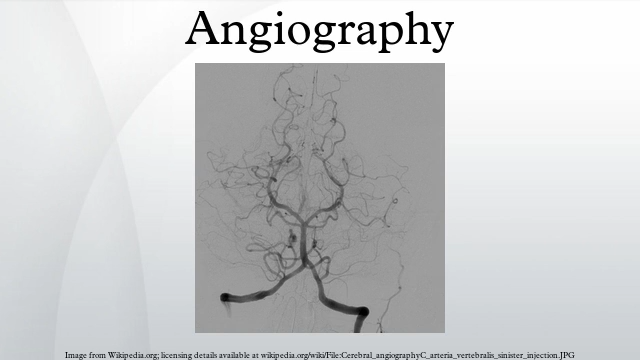 Angiography
Image from Wikipedia.org; licensing details available at wikipedia.org/wiki/File:Cerebral_angiographyC_arteria_vertebralis_sinister_injection.JPG